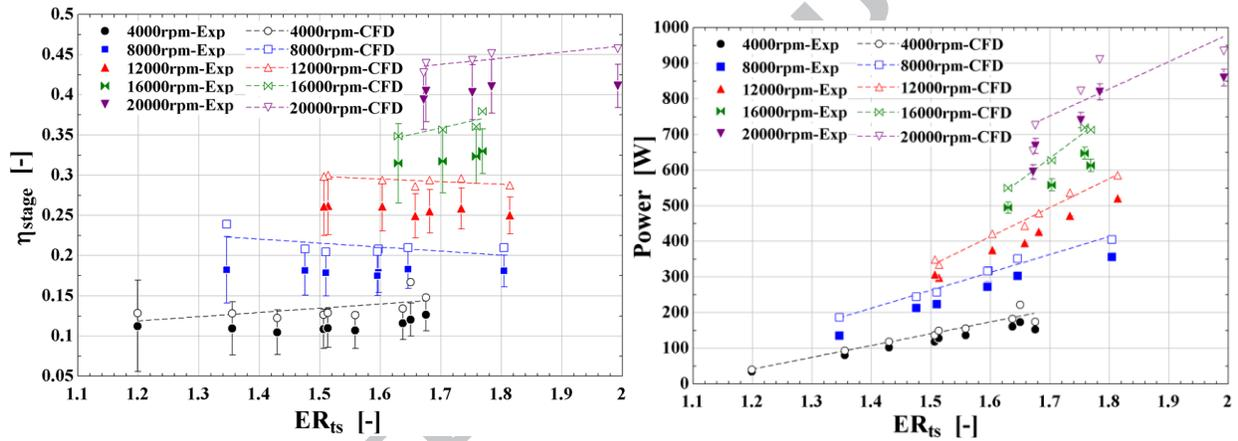 0.5
0.45
0.4
0.35
0.3
0.25
0.2
0.15
0.1
0.05
ηstage [-]
4000rpm-Exp 4000rpm-CFD
8000rpm-Exp 8000rpm-CFD
12000rpm-Exp 12000rpm-CFD
16000rpm-Exp 16000rpm-CFD
20000rpm-Exp 20000rpm-CFD
1.1 1.2 1.3 1.4 1.5 1.6 1.7 1.8 1.9 2
ERts [-]
1000
900
800
700
600
500
400
300
200
100
0
Power [W]
4000rpm-Exp 4000rpm-CFD
8000rpm-Exp 8000rpm-CFD
12000rpm-Exp 12000rpm-CFD
16000rpm-Exp 16000rpm-CFD
20000rpm-Exp 20000rpm-CFD
1.1 1.2 1.3 1.4 1.5 1.6 1.7 1.8 1.9 2
ERts [-]